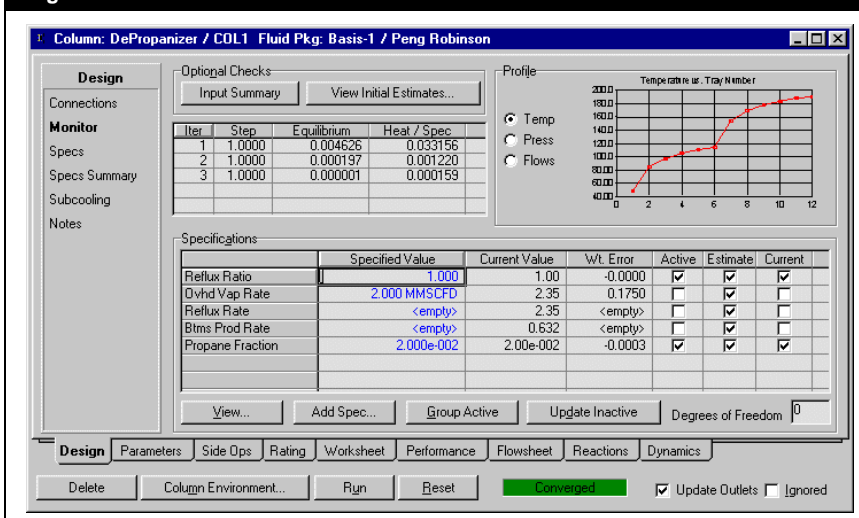 Column: DePropanizer / COL1 Fluid Pkg: Basis-1 / Peng Robinson
Design
Connections
Monitor
Specs
Specs Summary
Subcooling
Notes
Optional Checks
Input Summary
View Initial Estimates...
Iter Step Equilibrium Heat / Spec
1 1.0000 0.004626 0.033156
2 1.0000 0.000197 0.001220
3 1.0000 0.000001 0.000159
Profile
Temp
Press
Flows
Temperature vs. Tray Number
200.0
180.0
160.0
140.0
120.0
100.0
80.00
60.00
40.00
0 2 4 6 8 10 12
Specifications
Specified Value Current Value Wt. Error Active Estimate Current
Reflux Ratio 1.000 1.00 -0.0000
Ovhd Vap Rate 2.000 MMSCFD 2.35 0.1750
Reflux Rate <empty> 2.35 <empty>
Btms Prod Rate <empty> 0.632 <empty>
Propane Fraction 2.000e-002 2.00e-002 -0.0003
View... Add Spec... Group Active Update Inactive Degrees of Freedom 0
Design Parameters Side Ops Rating Worksheet Performance Flowsheet Reactions Dynamics
Delete Column Environment... Run Reset Converged Update Outlets Ignored